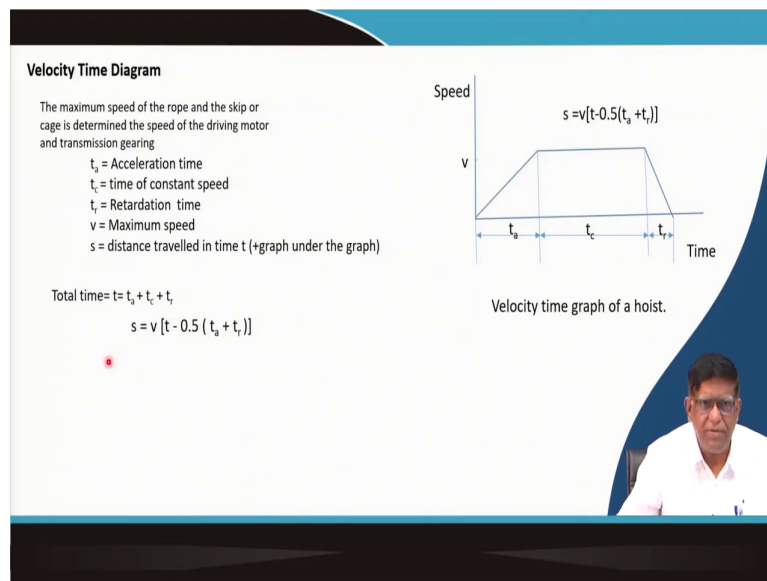 Velocity Time Diagram
The maximum speed of the rope and the skip or
cage is determined the speed of the driving motor
and transmission gearing
tₐ = Acceleration time
t꜀ = time of constant speed
tᵣ = Retardation time
v = Maximum speed
s = distance travelled in time t (+graph under the graph)
Total time= t= tₐ + t꜀ + tᵣ
s = v [t - 0.5 ( tₐ + tᵣ )]
Speed
s =v[t-0.5(tₐ +tᵣ)]
v
tₐ
t꜀
tᵣ
Time
Velocity time graph of a hoist.